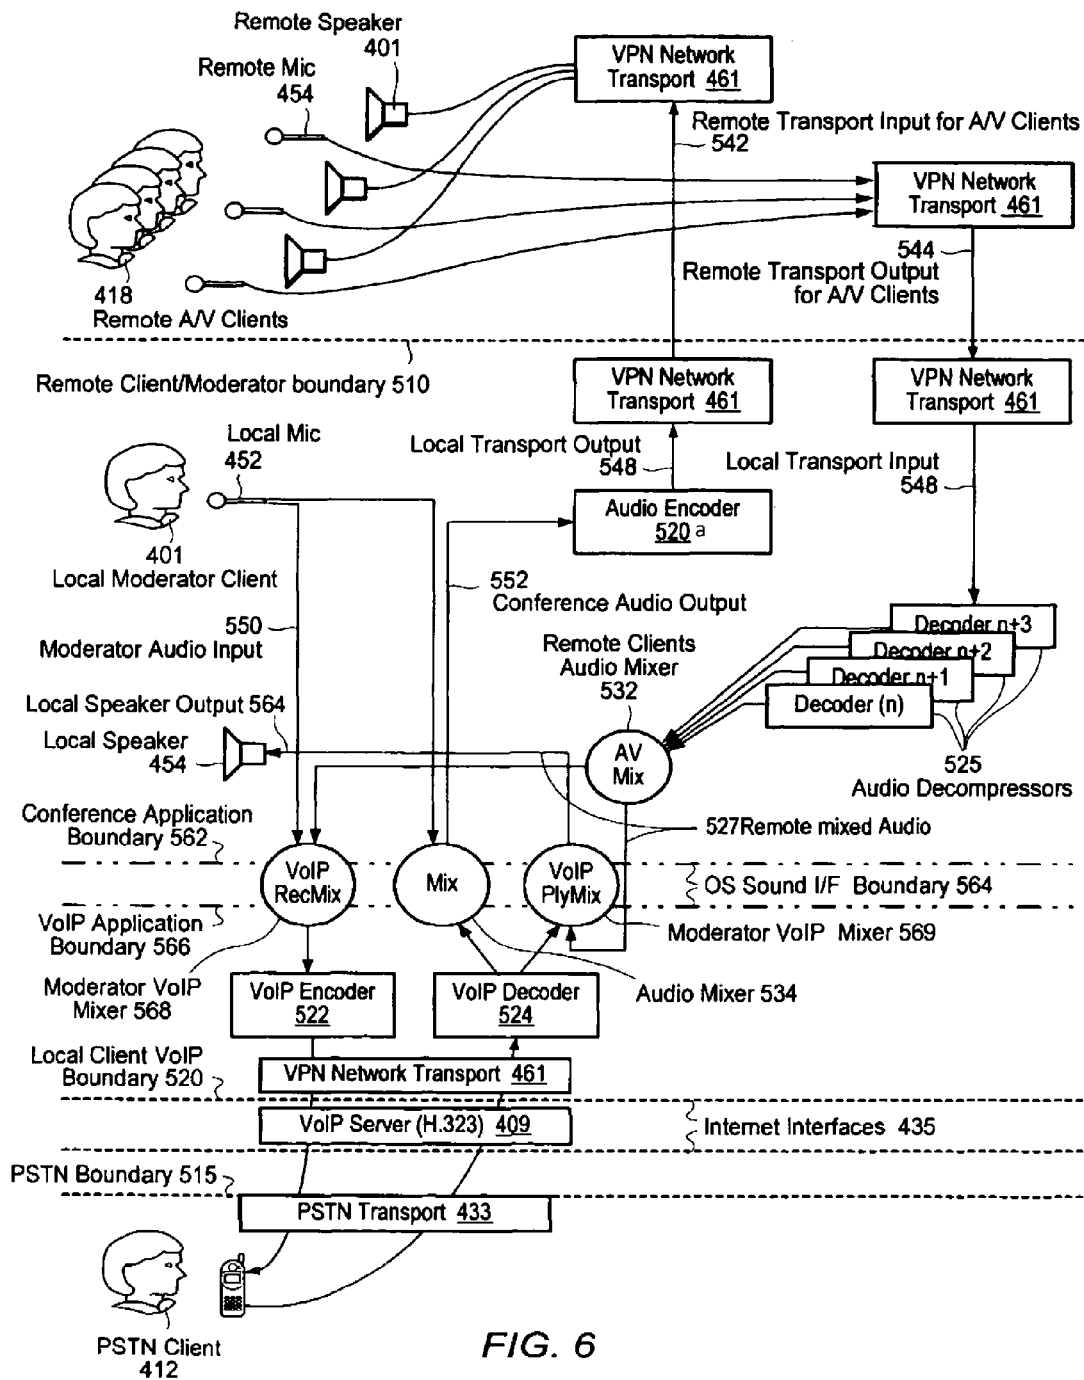 Remote Speaker
401
Remote Mic
454
VPN Network
Transport 461
Remote Transport Input for A/V Clients
542
VPN Network
Transport 461
544
Remote Transport Output
for A/V Clients
418
Remote A/V Clients
Remote Client/Moderator boundary 510
VPN Network
Transport 461
VPN Network
Transport 461
Local Mic
452
Local Transport Output
548
Local Transport Input
548
Audio Encoder
520 a
401
Local Moderator Client
552
Conference Audio Output
550
Moderator Audio Input
Remote Clients
Audio Mixer
532
Decoder n+3
Decoder n+2
Decoder n+1
Decoder (n)
Local Speaker Output 564
Local Speaker
454
AV
Mix
525
Audio Decompressors
Conference Application
Boundary 562
527Remote mixed Audio
VoIP
RecMix
Mix
VoIP
PlyMix
OS Sound I/F Boundary 564
VoIP Application
Boundary 566
Moderator VoIP Mixer 569
Moderator VoIP
Mixer 568
VoIP Encoder
522
VoIP Decoder
524
Audio Mixer 534
Local Client VoIP
Boundary 520
VPN Network Transport 461
VoIP Server (H.323) 409
Internet Interfaces 435
PSTN Boundary 515
PSTN Transport 433
PSTN Client
412
FIG. 6